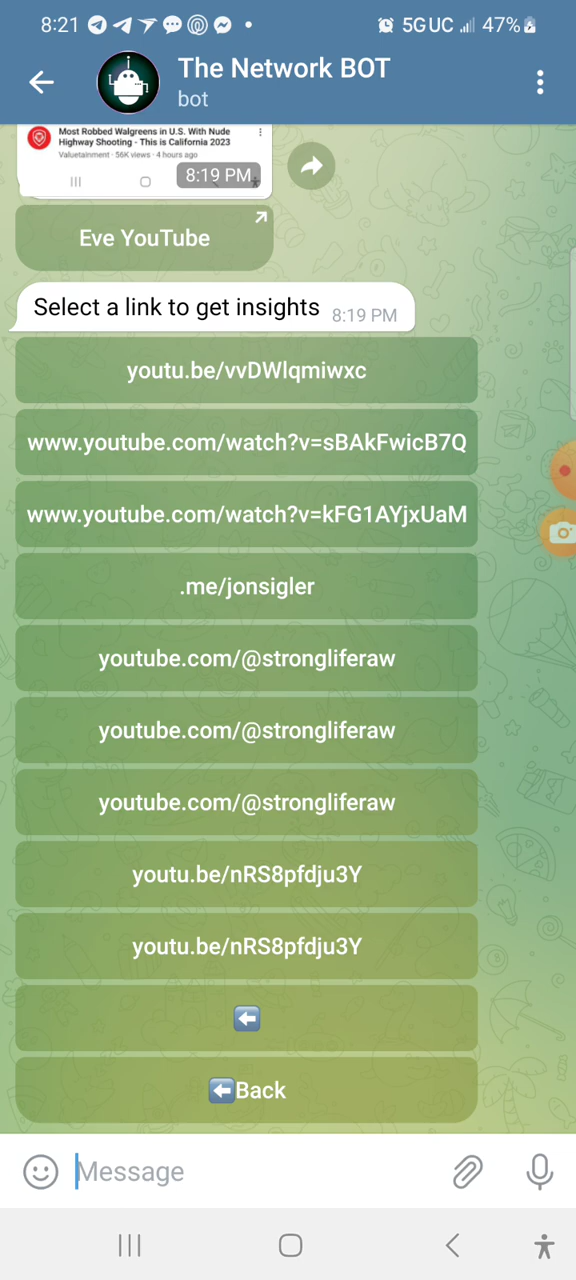 8:21
5G UC 47%
The Network BOT
bot
Most Robbed Walgreens in U.S. With Nude
Highway Shooting - This is California 2023
Valuetainment · 56K views · 4 hours ago
8:19 PM
Eve YouTube
Select a link to get insights 8:19 PM
youtu.be/vvDWlqmiwxc
www.youtube.com/watch?v=sBAkFwicB7Q
www.youtube.com/watch?v=kFG1AYjxUaM
.me/jonsigler
youtube.com/@strongliferaw
youtube.com/@strongliferaw
youtube.com/@strongliferaw
youtu.be/nRS8pfdju3Y
youtu.be/nRS8pfdju3Y
⬅️
⬅️Back
Message